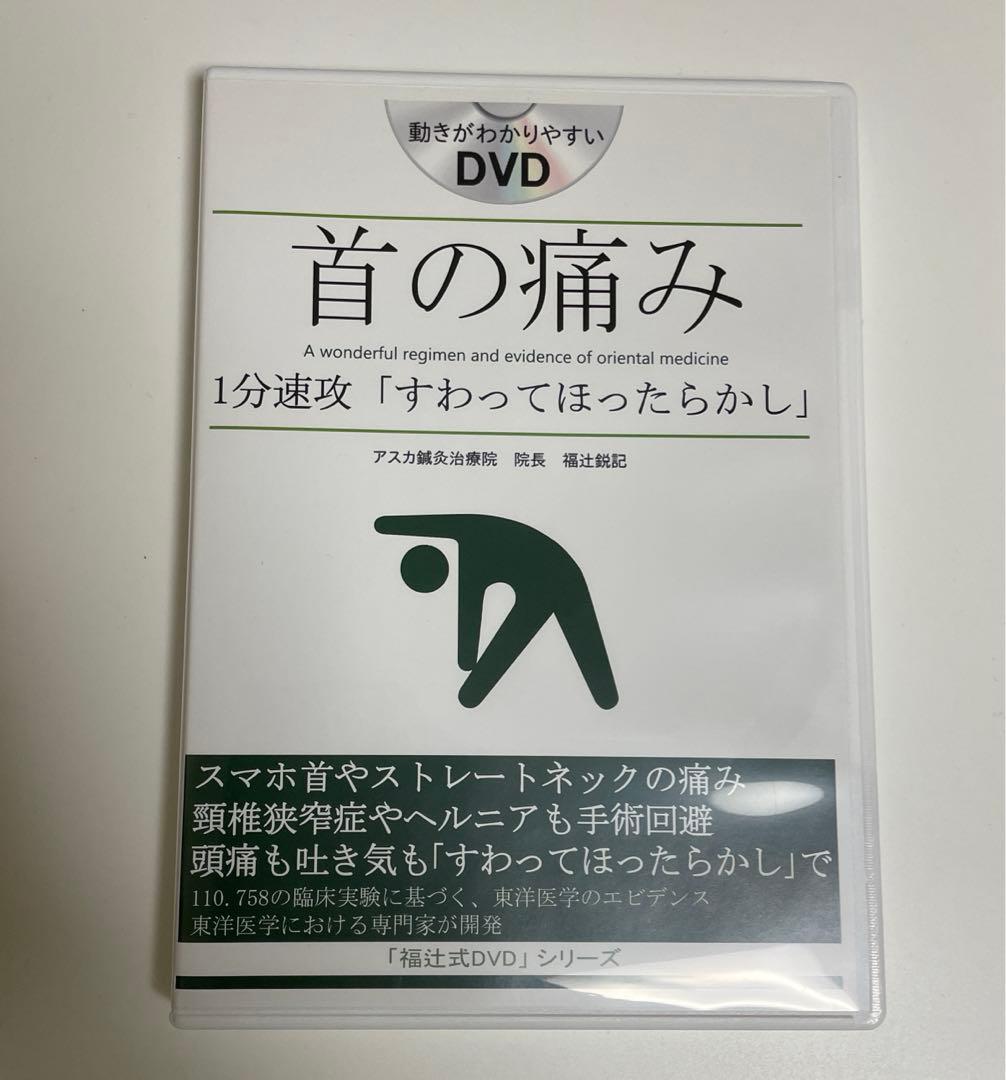 動きがわかりやすい
DVD
首の痛み
A wonderful regimen and evidence of oriental medicine
1分速攻「すわってほったらかし」
アスカ鍼灸治療院　院長　福辻鋭記
スマホ首やストレートネックの痛み
頸椎狭窄症やヘルニアも手術回避
頭痛も吐き気も「すわってほったらかし」で
110.758の臨床実験に基づく、東洋医学のエビデンス
東洋医学における専門家が開発
「福辻式DVD」シリーズ